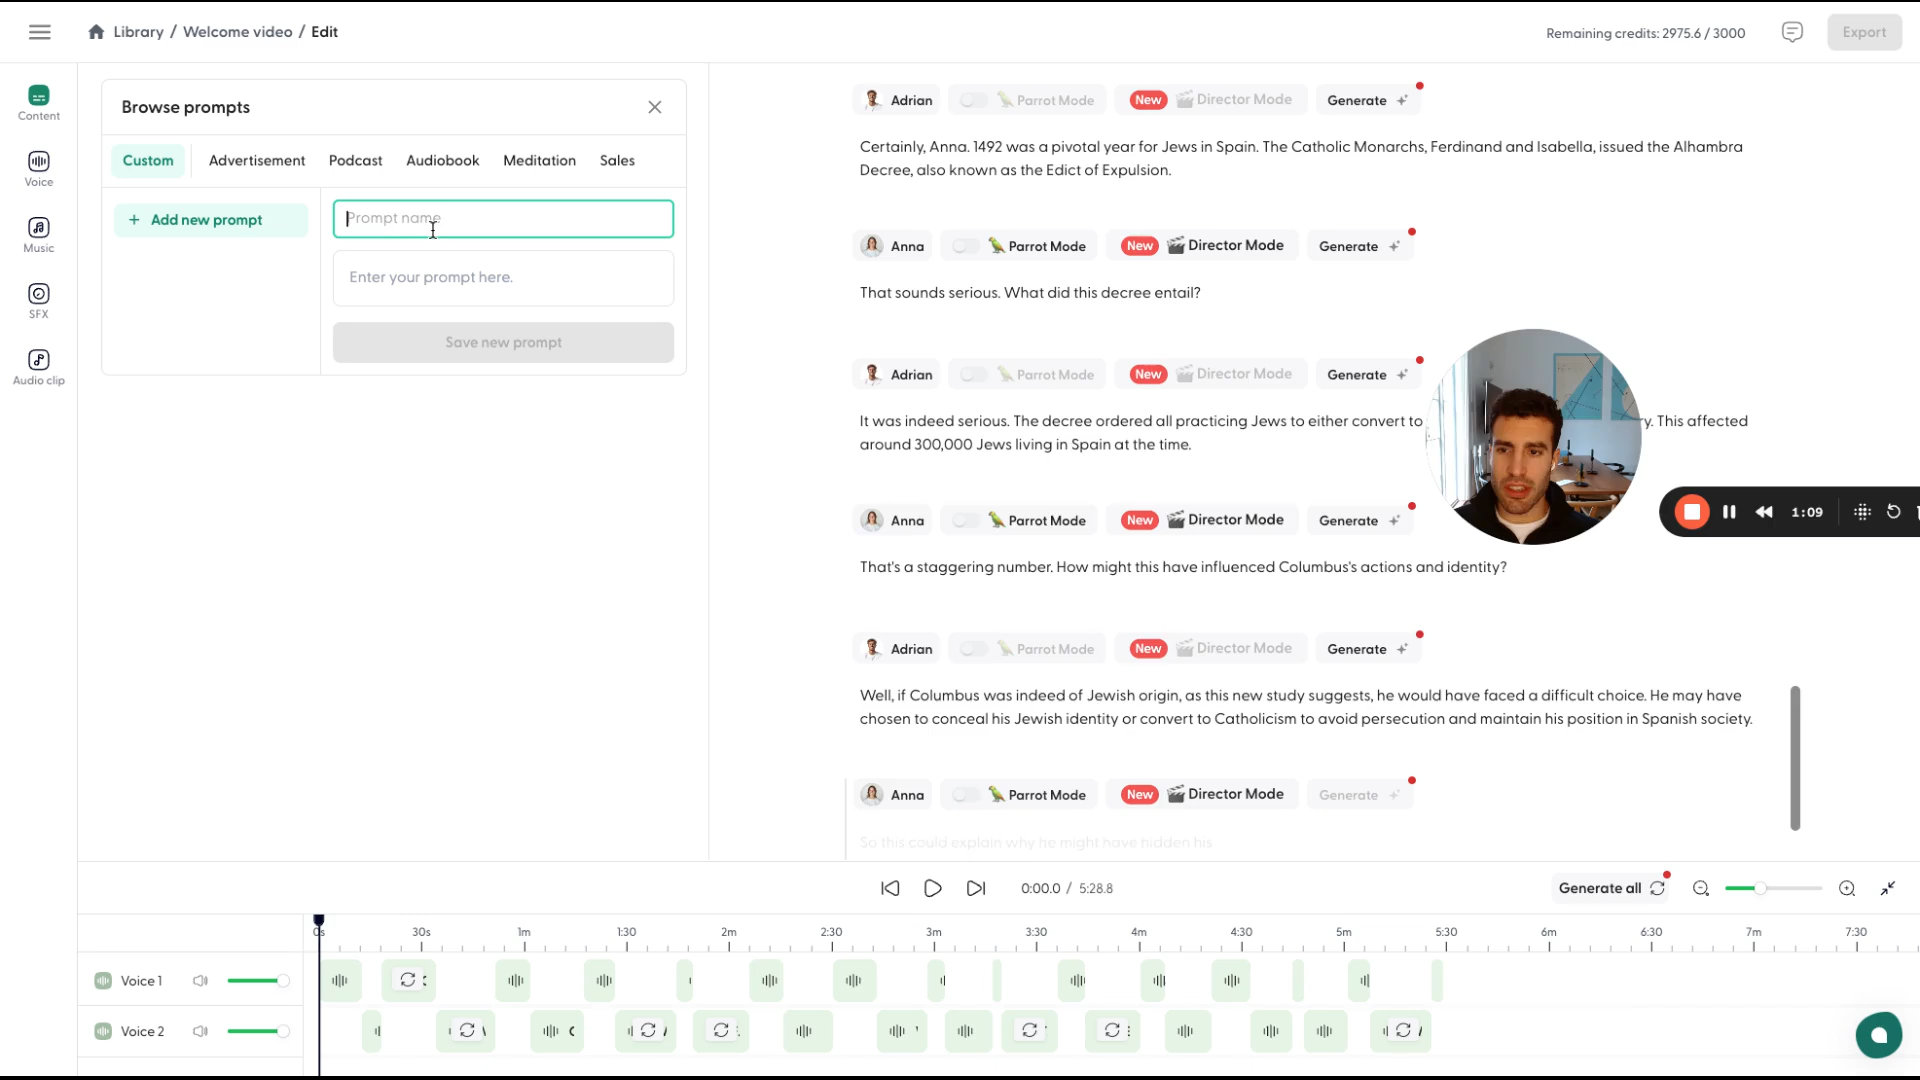 Library / Welcome video / Edit
Remaining credits: 2975.6 / 3000
Export
Content
Voice
Music
SFX
Audio clip
Browse prompts
Custom Advertisement Podcast Audiobook Meditation Sales
+ Add new prompt
Prompt name
Enter your prompt here.
Save new prompt
Adrian Parrot Mode New Director Mode Generate
Certainly, Anna. 1492 was a pivotal year for Jews in Spain. The Catholic Monarchs, Ferdinand and Isabella, issued the Alhambra
Decree, also known as the Edict of Expulsion.
Anna Parrot Mode New Director Mode Generate
That sounds serious. What did this decree entail?
Adrian Parrot Mode New Director Mode Generate
It was indeed serious. The decree ordered all practicing Jews to either convert to y. This affected
around 300,000 Jews living in Spain at the time.
Anna Parrot Mode New Director Mode Generate
That's a staggering number. How might this have influenced Columbus's actions and identity?
1:09
Adrian Parrot Mode New Director Mode Generate
Well, if Columbus was indeed of Jewish origin, as this new study suggests, he would have faced a difficult choice. He may have
chosen to conceal his Jewish identity or convert to Catholicism to avoid persecution and maintain his position in Spanish society.
Anna Parrot Mode New Director Mode Generate
So this could explain why he might have hidden his
0:00.0 / 5:28.8
Generate all
0s 30s 1m 1:30 2m 2:30 3m 3:30 4m 4:30 5m 5:30 6m 6:30 7m 7:30
Voice 1
Voice 2